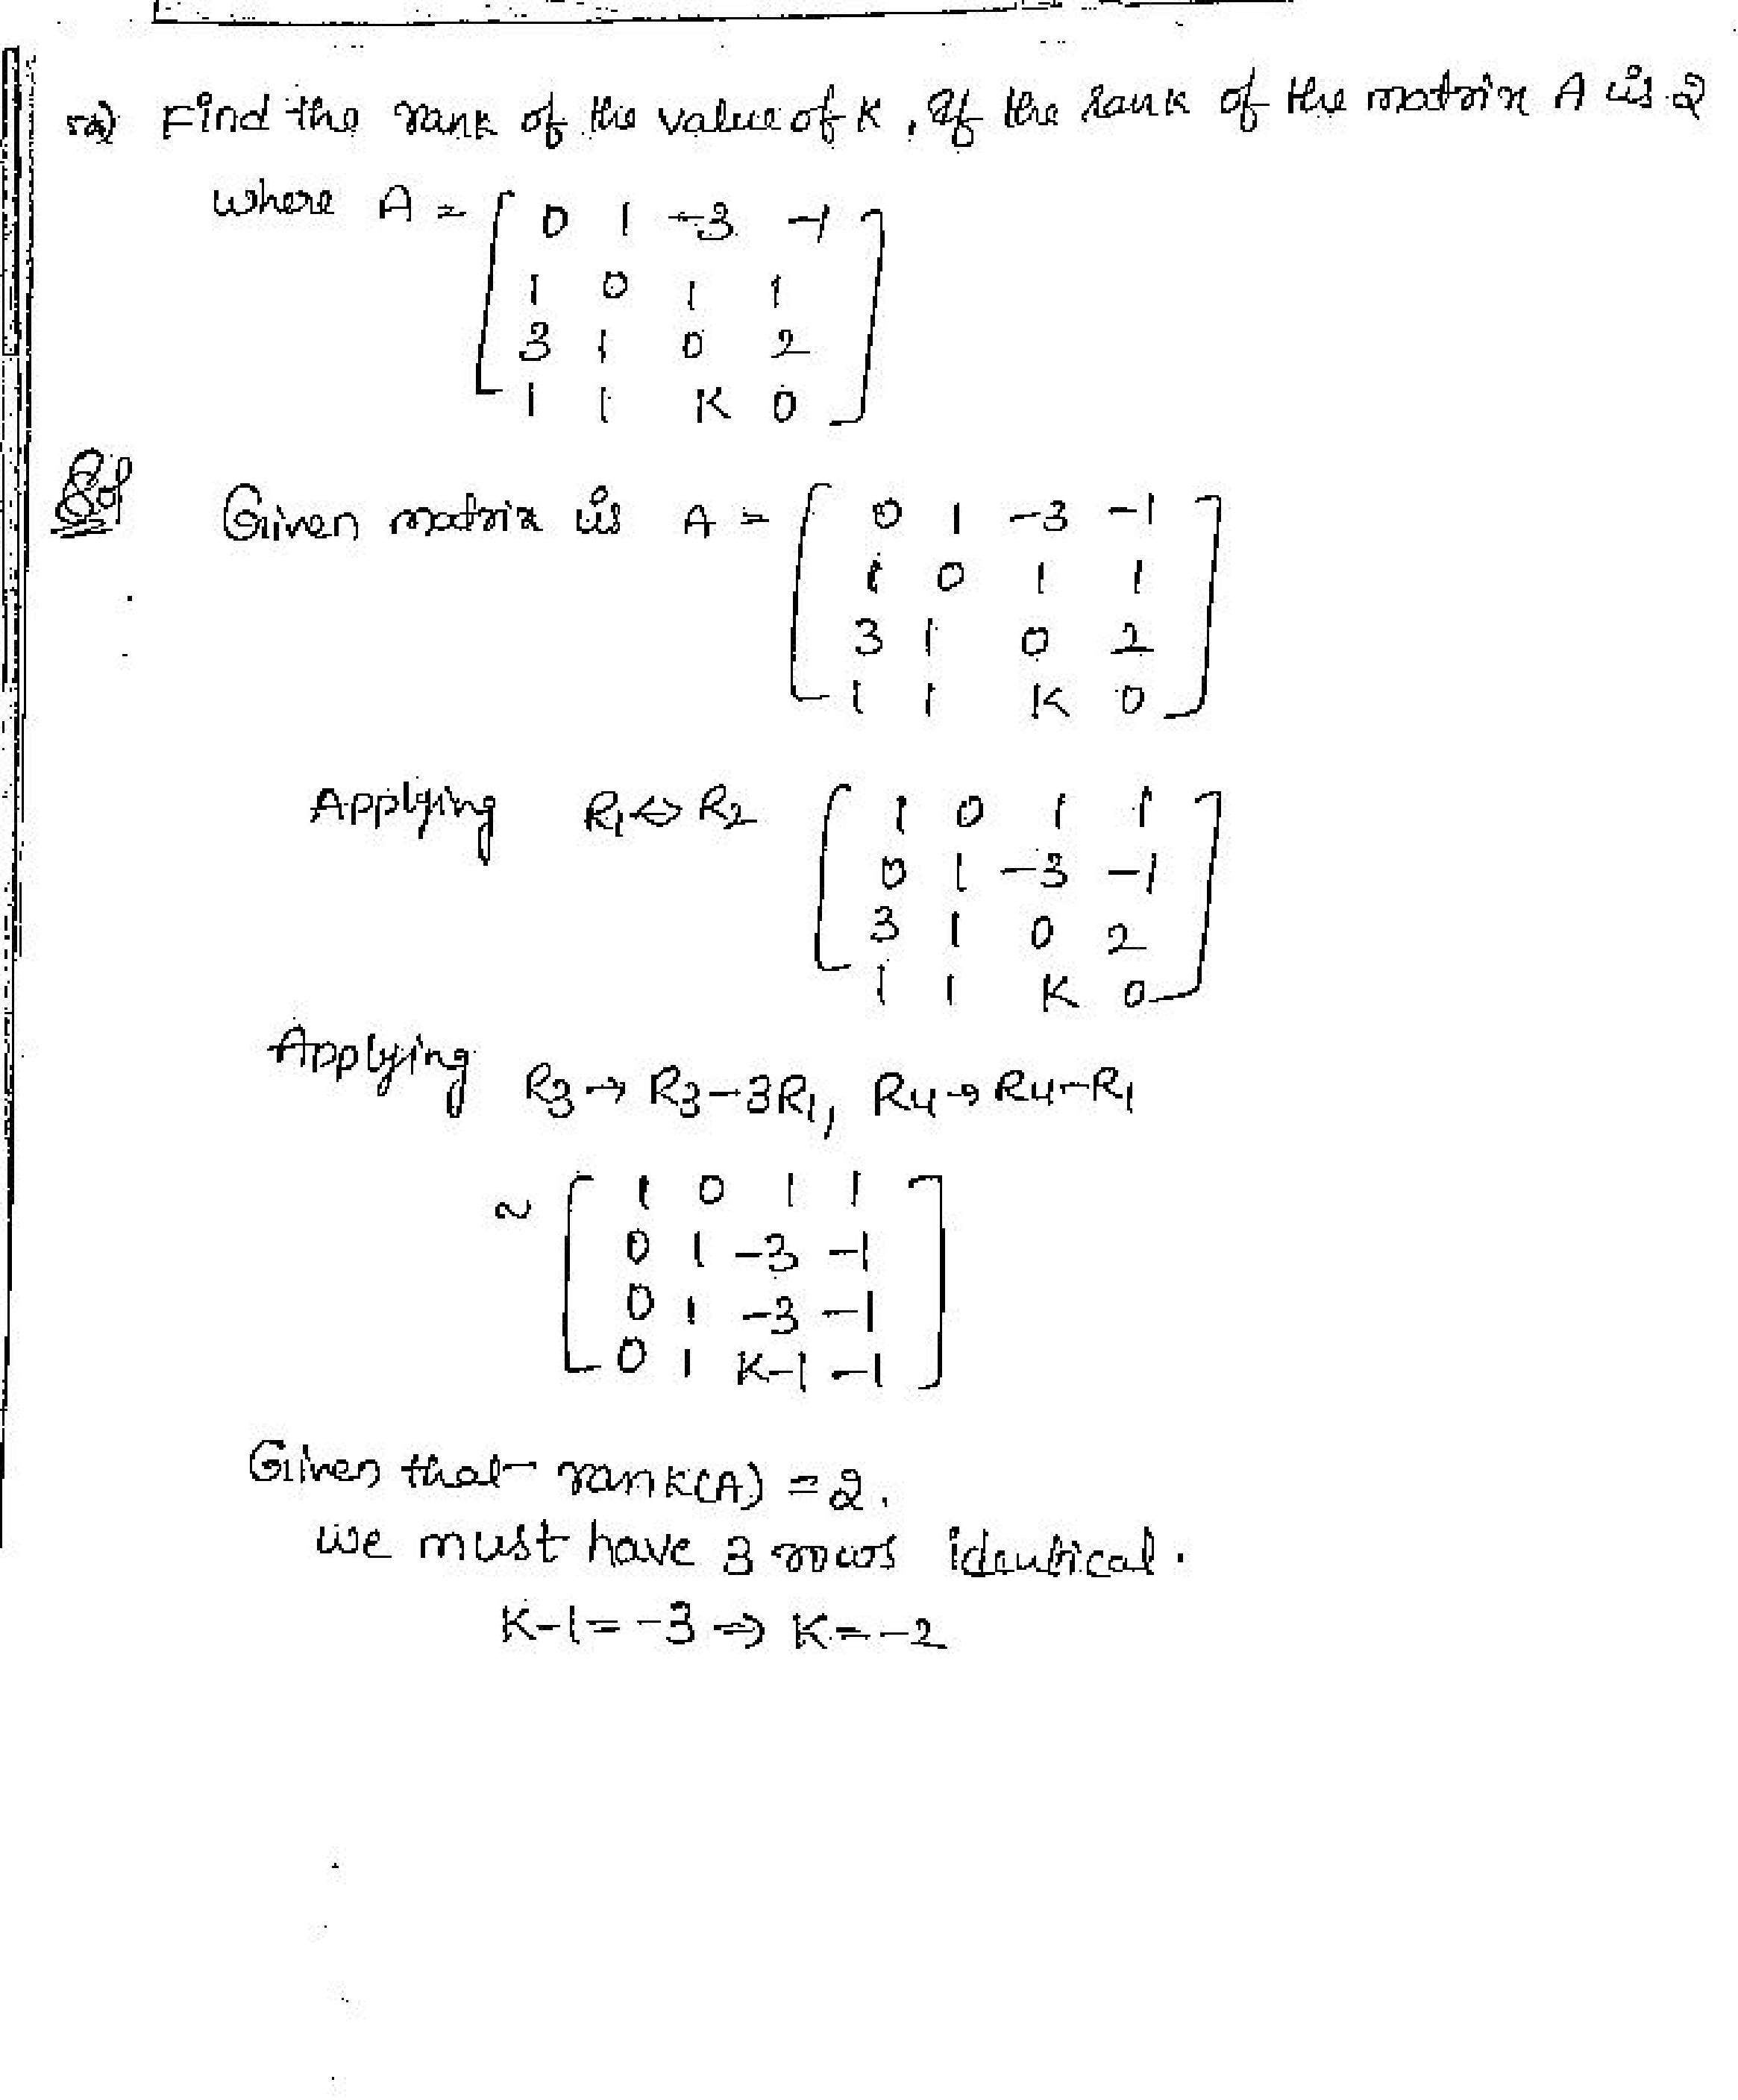 5a) Find the rank of the value of K, If the Rank of the matrix A is 2
where A = [ 0 1 -3 -1
1 0 1 1
3 1 0 2
1 1 K 0 ]
Sol Given matrix is A = [ 0 1 -3 -1
1 0 1 1
3 1 0 2
1 1 K 0 ]
Applying R1 ↔ R2 [ 1 0 1 1
0 1 -3 -1
3 1 0 2
1 1 K 0 ]
Applying R3 → R3-3R1, R4 → R4-R1
~ [ 1 0 1 1
0 1 -3 -1
0 1 -3 -1
0 1 K-1 -1 ]
Given that rank(A) = 2.
we must have 3 rows identical.
K-1 = -3 ⇒ K = -2